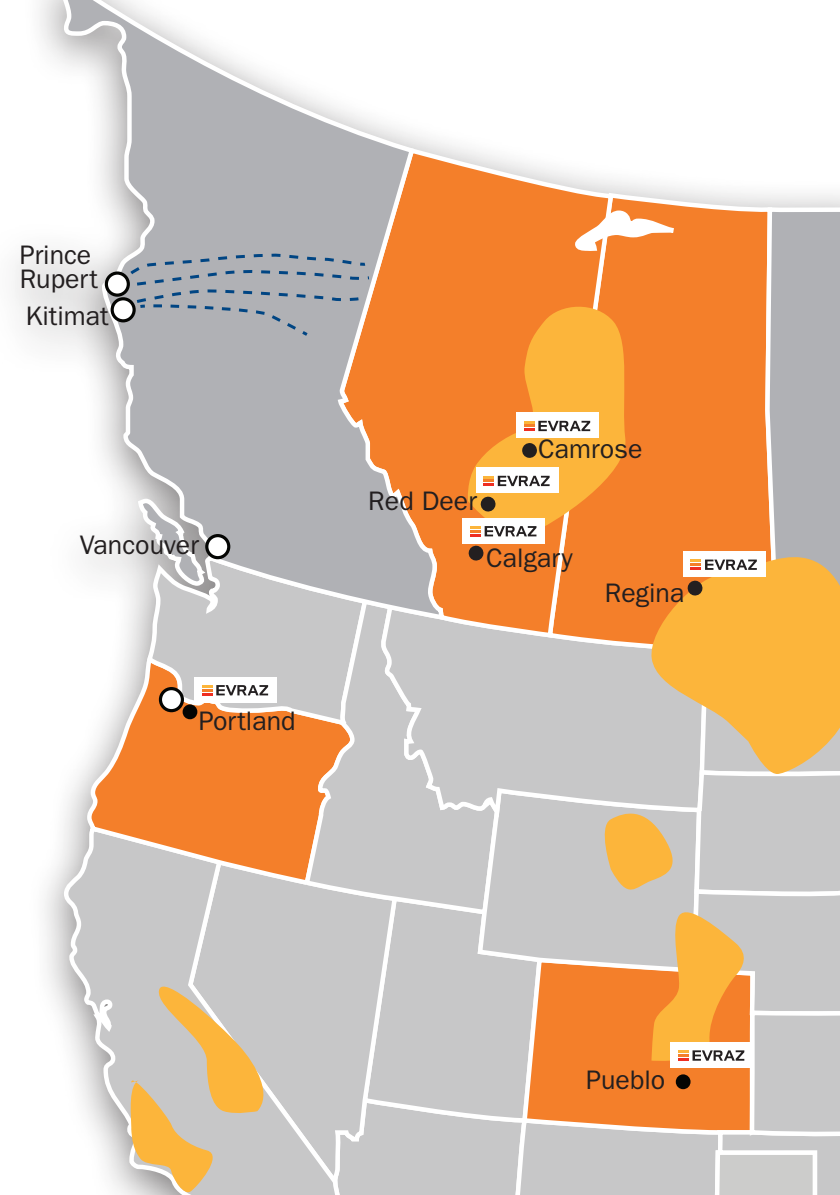 Prince
Rupert
Kitimat
EVRAZ
Camrose
EVRAZ
Red Deer
EVRAZ
Calgary
Vancouver
EVRAZ
Regina
EVRAZ
Portland
EVRAZ
Pueblo